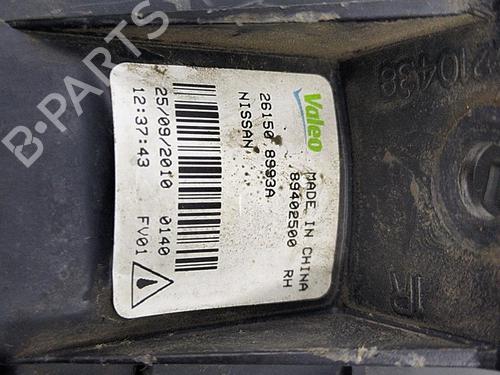 Valeo
MADE IN CHINA
89402500 RH
26150 8993A
NISSAN
25/09/2010 0140
12:37:43 FV01
210438
R
B-PARTS